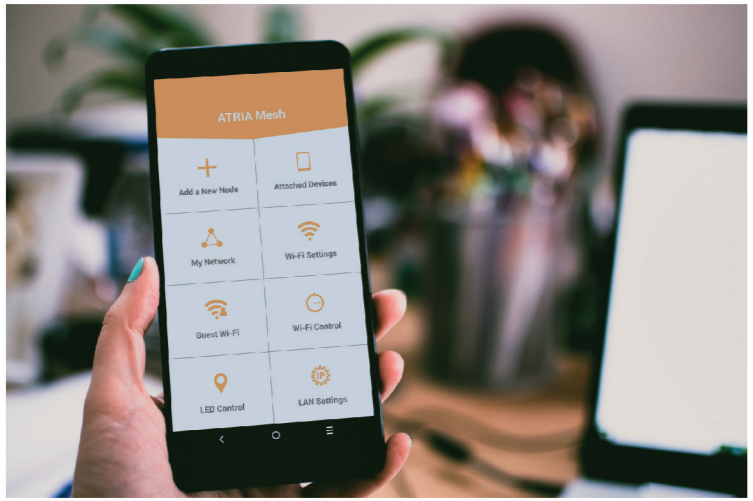 ATRIA Mesh
Add a New Node
Attached Devices
My Network
Wi-Fi Settings
Guest Wi-Fi
Wi-Fi Control
LED Control
IP
LAN Settings